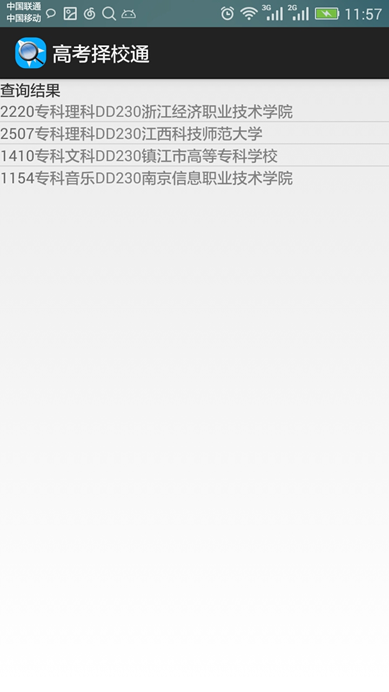 中国联通
中国移动
3G
2G
11:57
高考择校通
查询结果
2220专科理科DD230浙江经济职业技术学院
2507专科理科DD230江西科技师范大学
1410专科文科DD230镇江市高等专科学校
1154专科音乐DD230南京信息职业技术学院